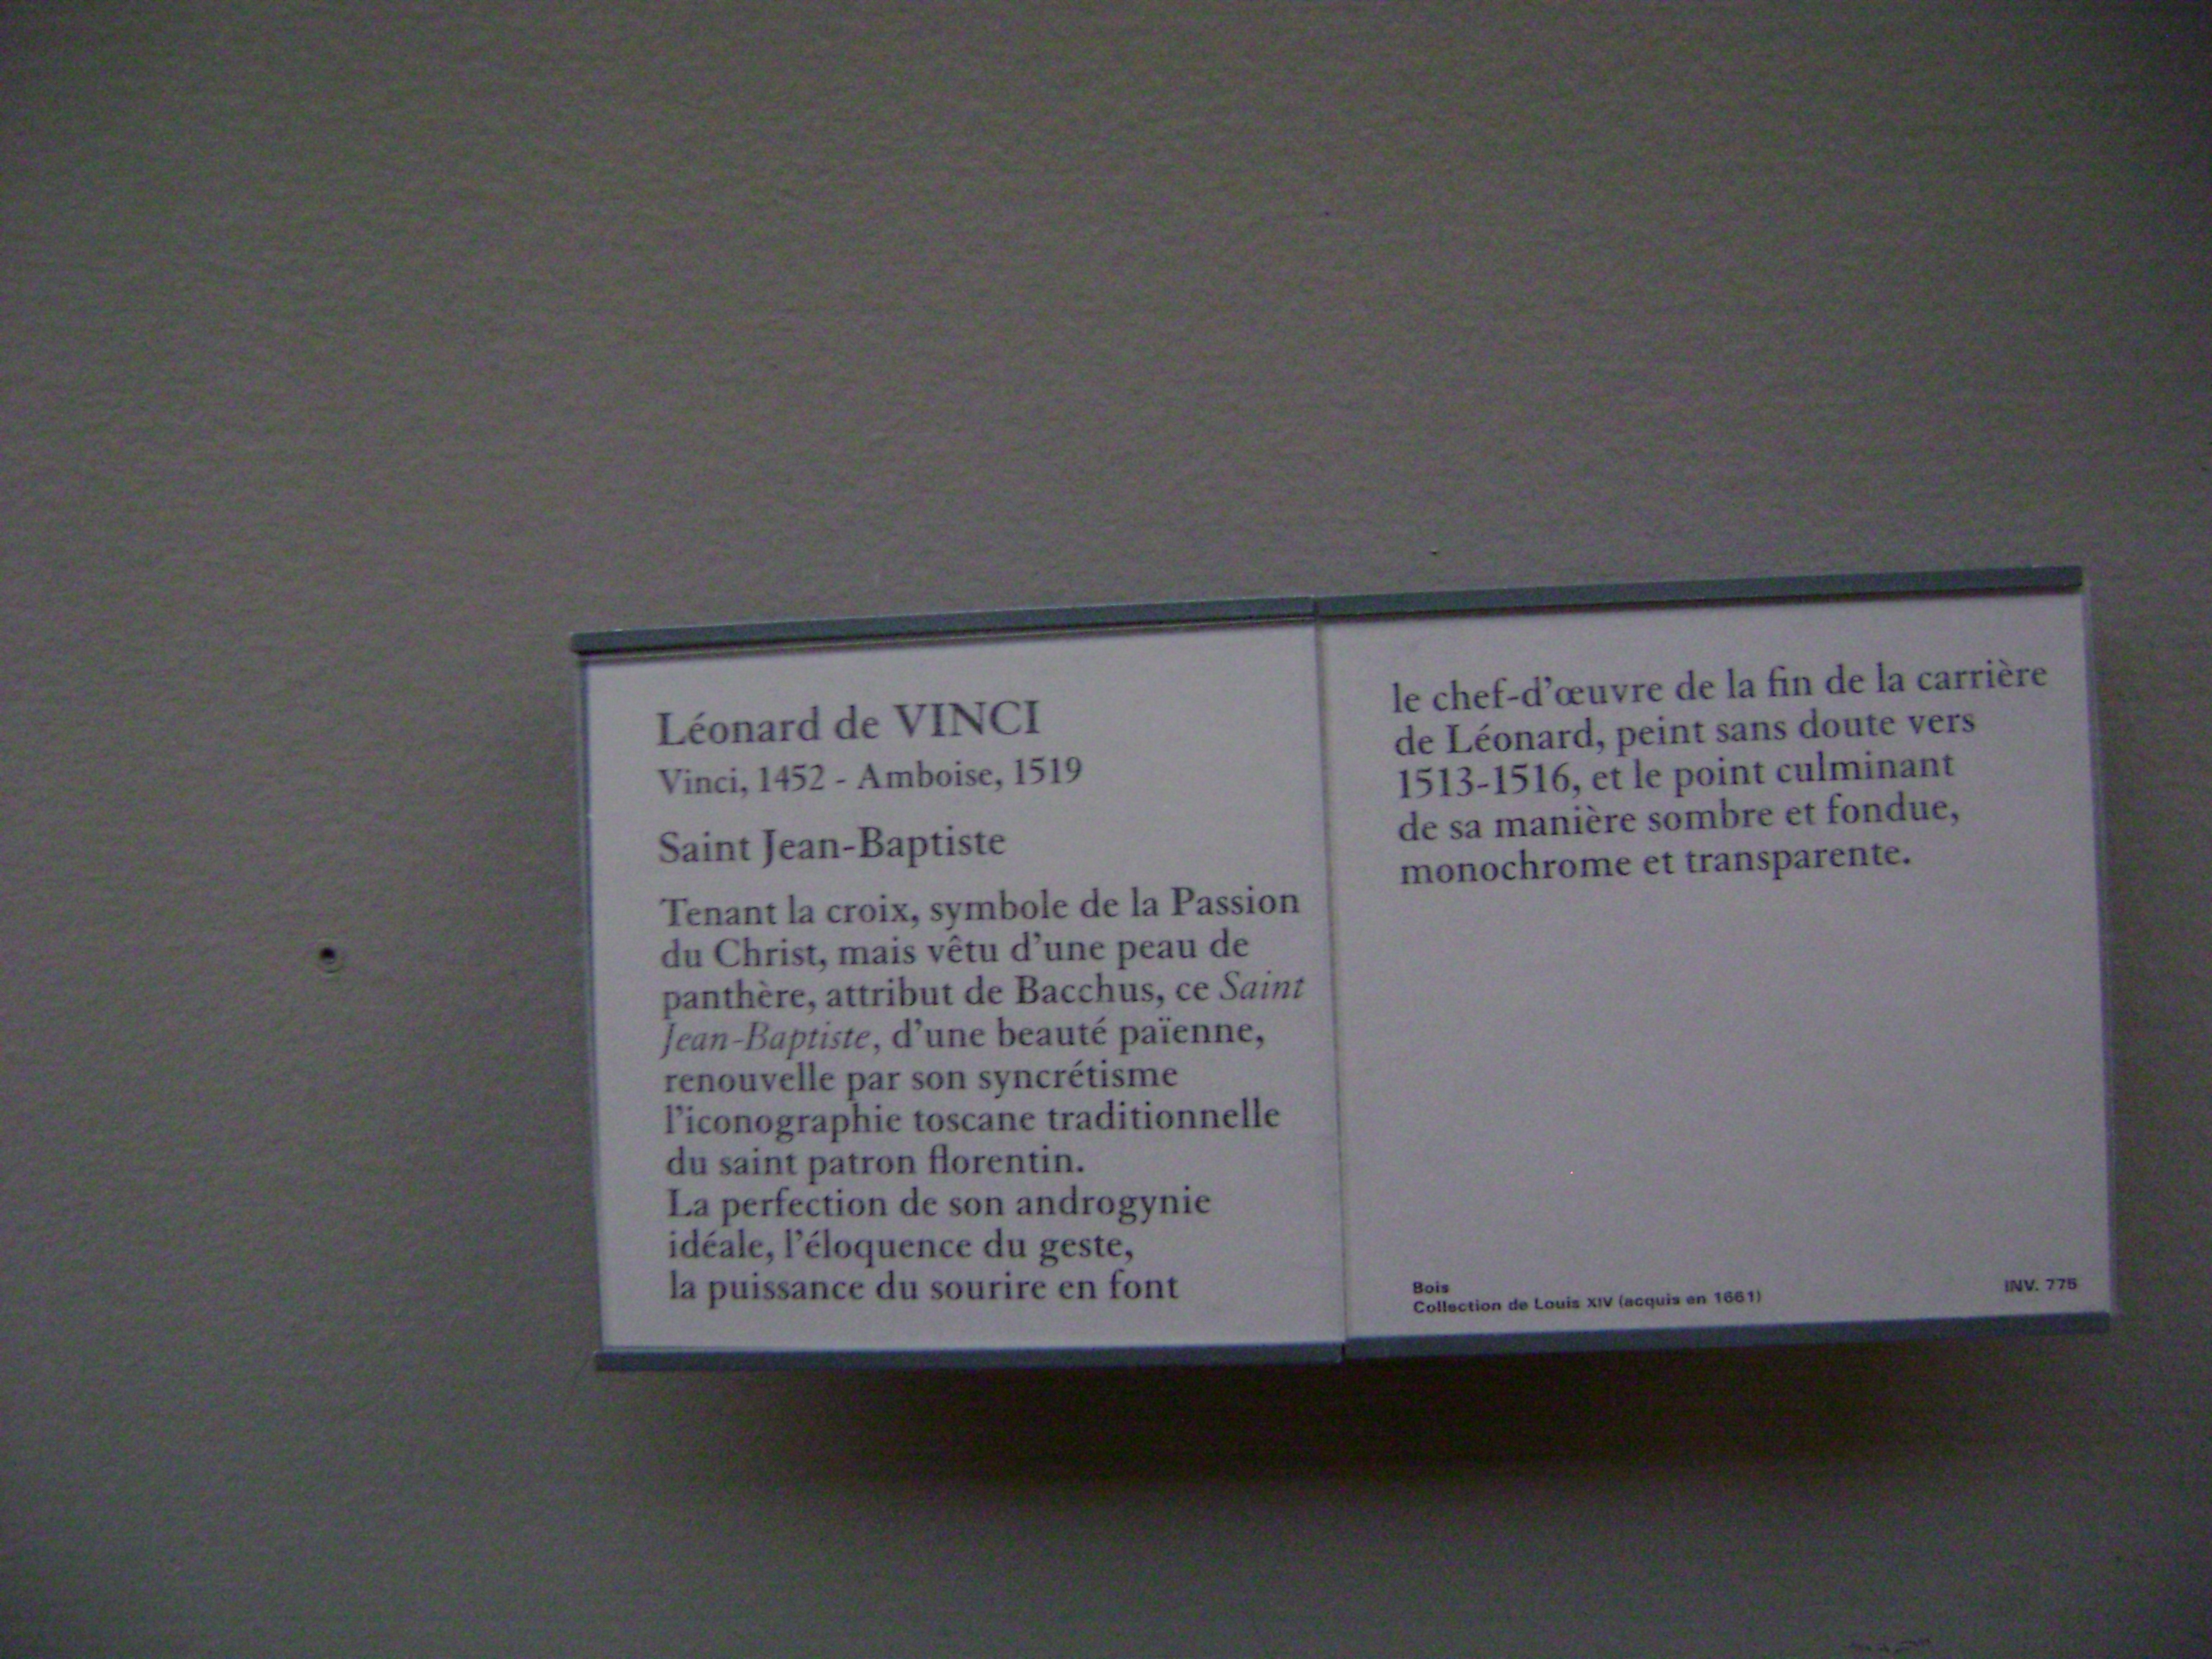 Léonard de VINCI
Vinci, 1452 - Amboise, 1519
Saint Jean-Baptiste
Tenant la croix, symbole de la Passion
du Christ, mais vêtu d'une peau de
panthère, attribut de Bacchus, ce Saint
Jean-Baptiste, d'une beauté païenne,
renouvelle par son syncrétisme
l'iconographie toscane traditionnelle
du saint patron florentin.
La perfection de son androgynie
idéale, l'éloquence du geste,
la puissance du sourire en font
le chef-d'œuvre de la fin de la carrière
de Léonard, peint sans doute vers
1513-1516, et le point culminant
de sa manière sombre et fondue,
monochrome et transparente.
Bois
Collection de Louis XIV (acquis en 1661)
INV. 775